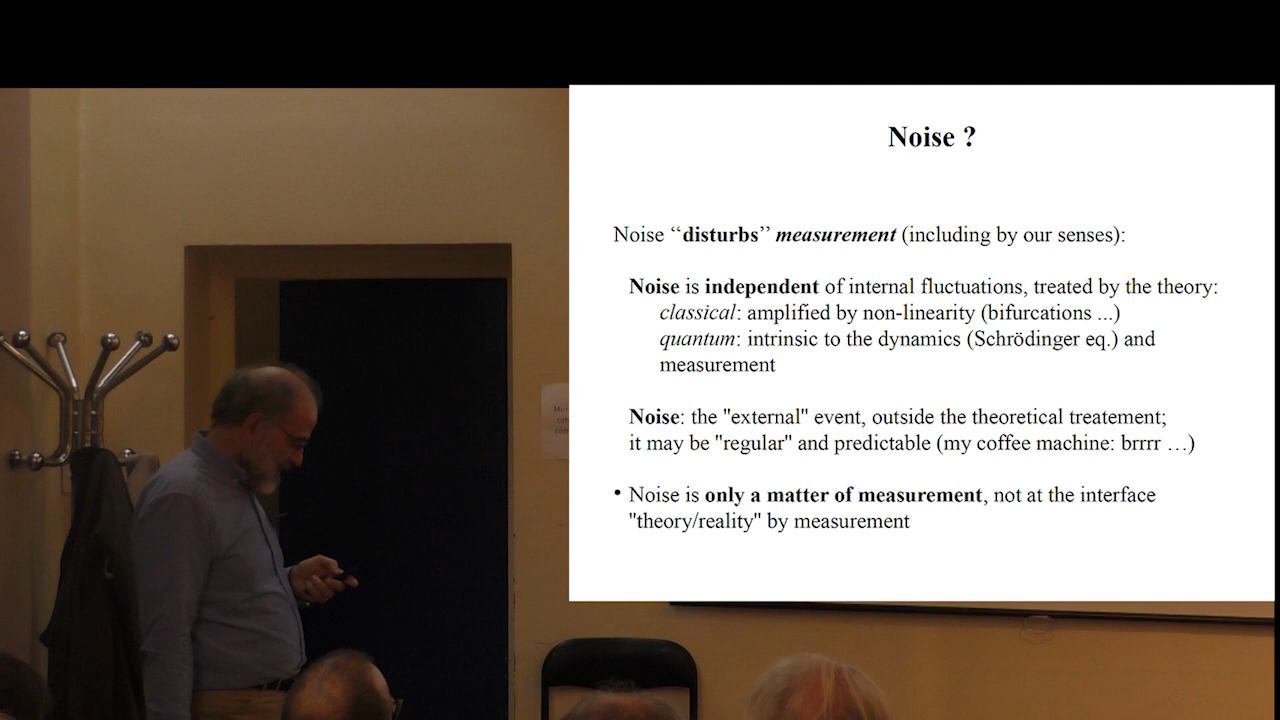 Noise ?
Noise “disturbs” measurement (including by our senses):
Noise is independent of internal fluctuations, treated by the theory:
classical: amplified by non-linearity (bifurcations ...)
quantum: intrinsic to the dynamics (Schrödinger eq.) and
measurement
Noise: the "external" event, outside the theoretical treatement;
it may be "regular" and predictable (my coffee machine: brrrr …)
• Noise is only a matter of measurement, not at the interface
"theory/reality" by measurement